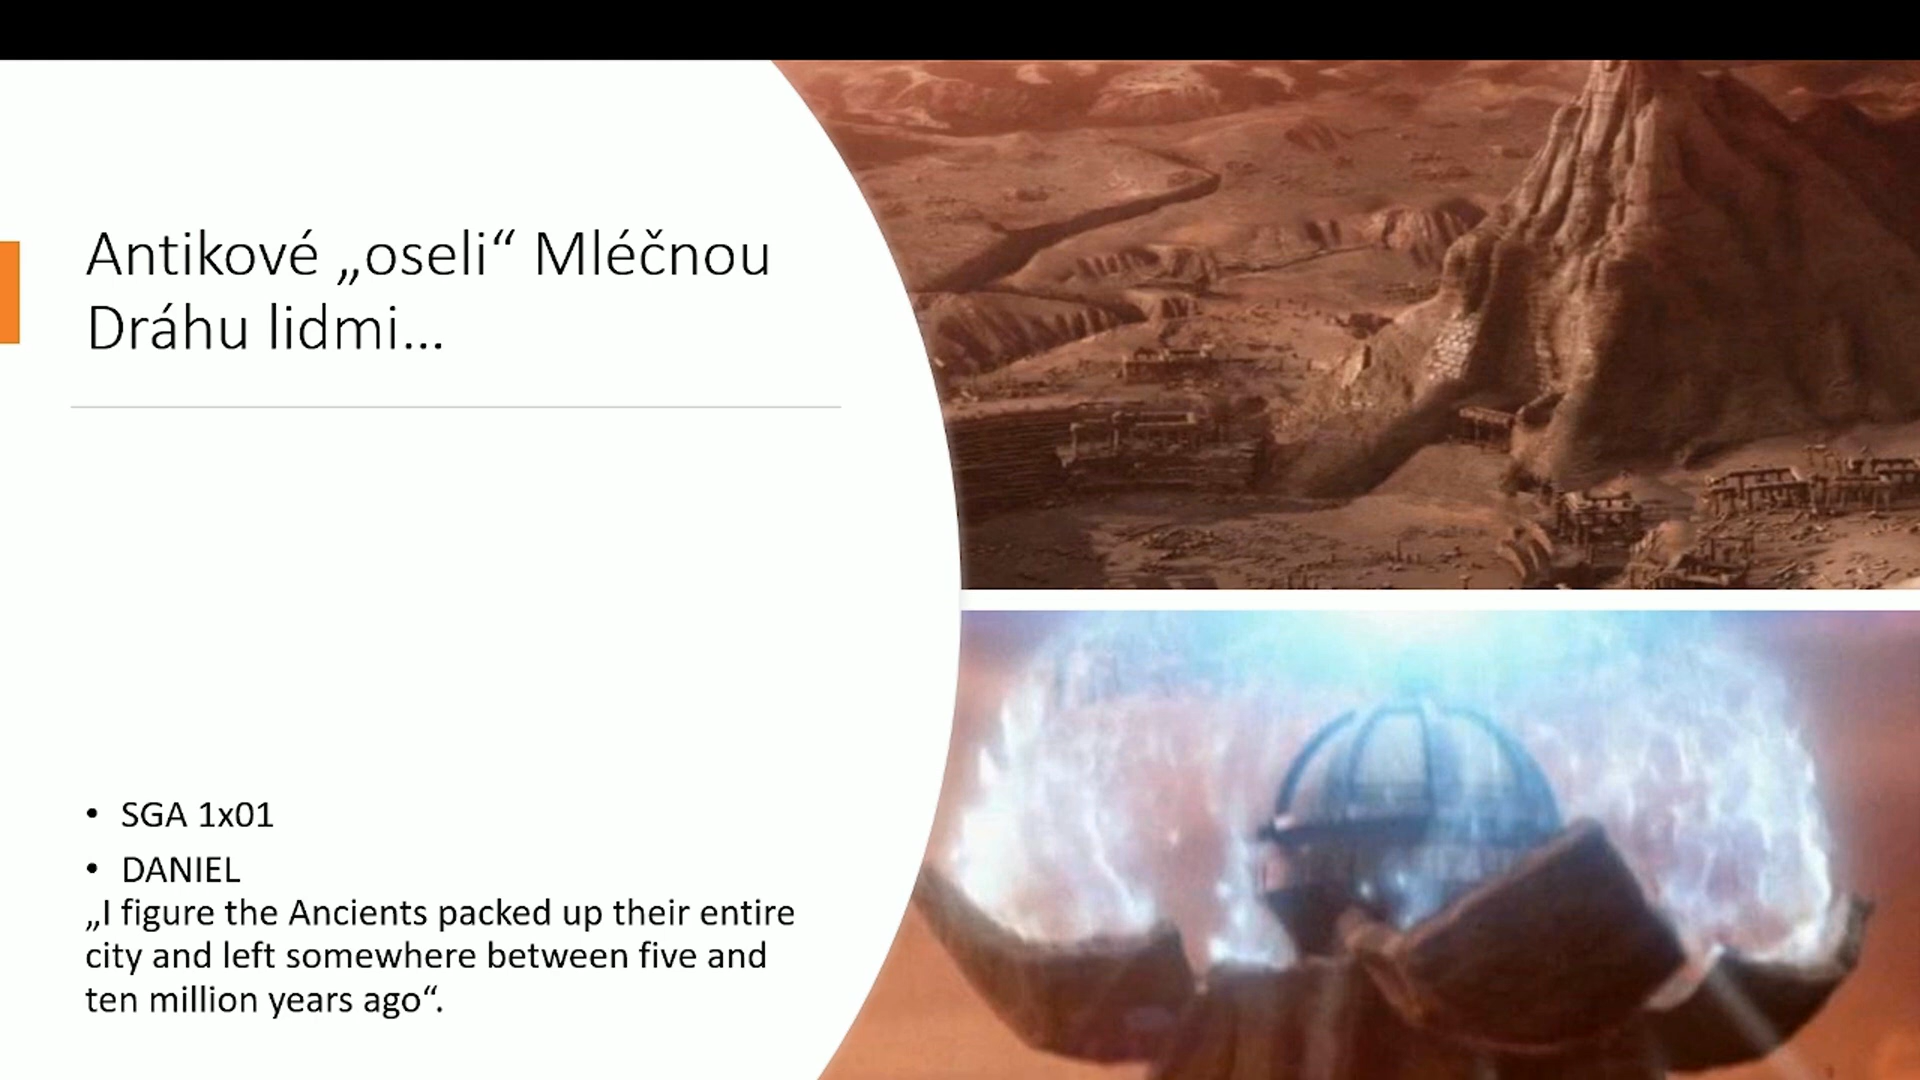 Antikové „oseli“ Mléčnou
Dráhu lidmi...
• SGA 1x01
• DANIEL
„I figure the Ancients packed up their entire
city and left somewhere between five and
ten million years ago“.